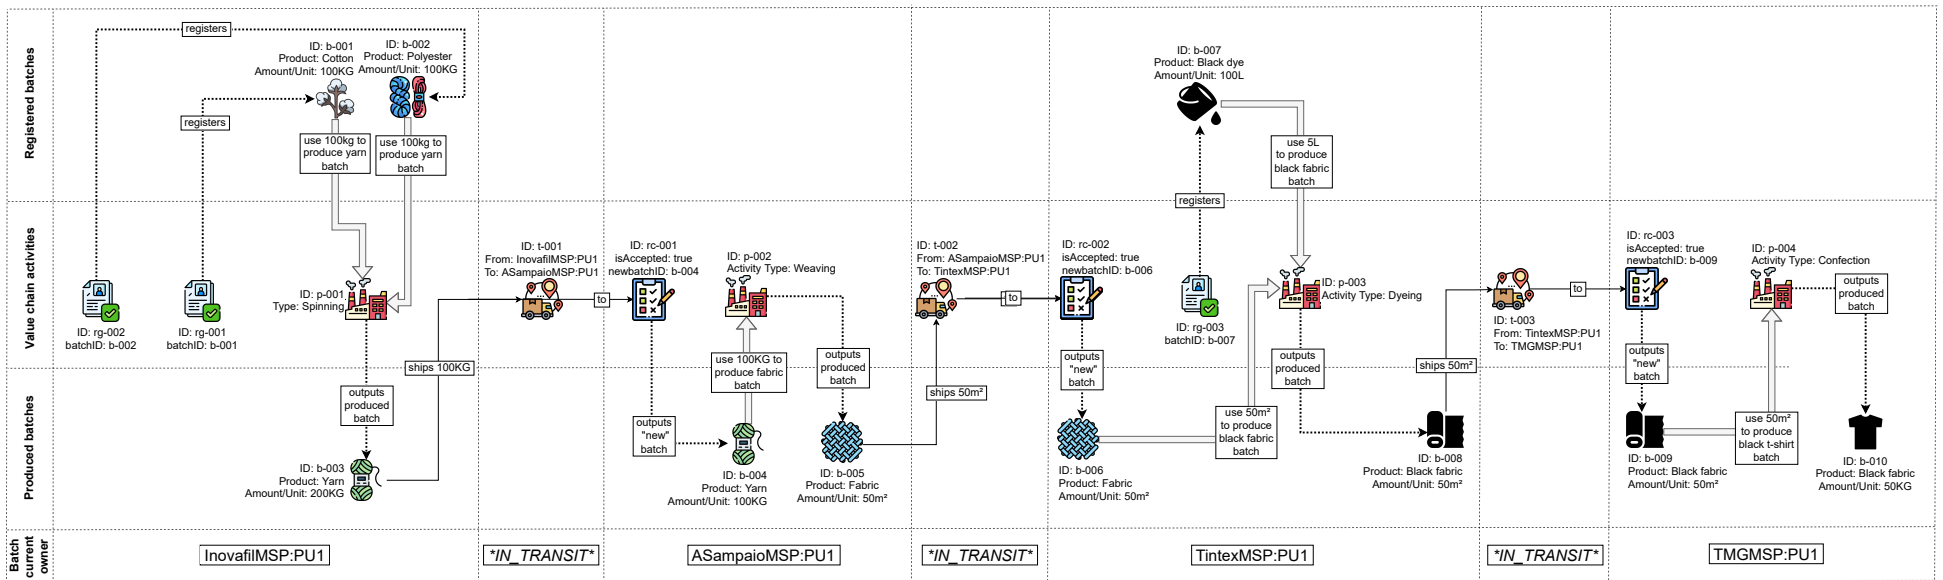 Registered batches
registers
ID: b-001
Product: Cotton
Amount/Unit: 100KG
ID: b-002
Product: Polyester
Amount/Unit: 100KG
registers
use 100kg to
produce yarn
batch
use 100kg to
produce yarn
batch
ID: b-007
Product: Black dye
Amount/Unit: 100L
use 5L
to produce
black fabric
batch
registers
Value chain activities
ID: rg-002
batchID: b-002
ID: rg-001
batchID: b-001
ID: p-001
Type: Spinning
outputs
produced
batch
ships 100KG
ID: t-001
From: InovafilMSP:PU1
To: ASampaioMSP:PU1
to
ID: rc-001
isAccepted: true
newbatchID: b-004
outputs
"new"
batch
ID: p-002
Activity Type: Weaving
use 100KG to
produce fabric
batch
outputs
produced
batch
ships 50m²
ID: t-002
From: ASampaioMSP:PU1
To: TintexMSP:PU1
to
ID: rc-002
isAccepted: true
newbatchID: b-006
outputs
"new"
batch
ID: rg-003
batchID: b-007
use 50m²
to produce
black fabric
batch
ID: p-003
Activity Type: Dyeing
outputs
produced
batch
ships 50m²
ID: t-003
From: TintexMSP:PU1
To: TMGMSP:PU1
to
ID: rc-003
isAccepted: true
newbatchID: b-009
outputs
"new"
batch
ID: p-004
Activity Type: Confection
use 50m²
to produce
black t-shirt
batch
outputs
produced
batch
Produced batches
ID: b-003
Product: Yarn
Amount/Unit: 200KG
ID: b-004
Product: Yarn
Amount/Unit: 100KG
ID: b-005
Product: Fabric
Amount/Unit: 50m²
ID: b-006
Product: Fabric
Amount/Unit: 50m²
ID: b-008
Product: Black fabric
Amount/Unit: 50m²
ID: b-009
Product: Black fabric
Amount/Unit: 50m²
ID: b-010
Product: Black fabric
Amount/Unit: 50KG
Batch
current
owner
InovafilMSP:PU1
*IN_TRANSIT*
ASampaioMSP:PU1
*IN_TRANSIT*
TintexMSP:PU1
*IN_TRANSIT*
TMGMSP:PU1